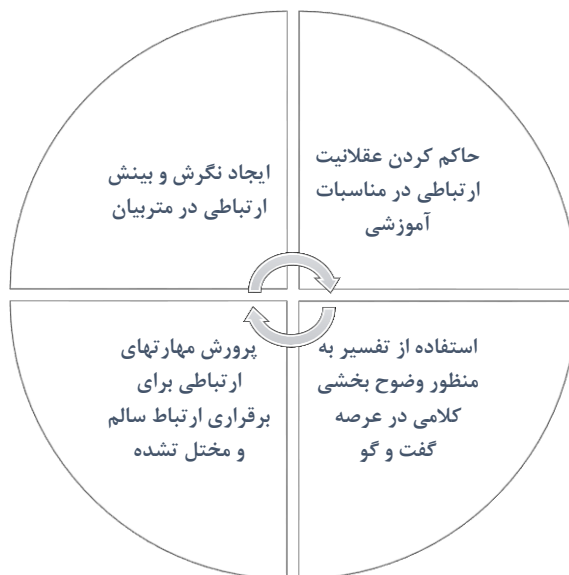 حاکم کردن عقلانیت
ارتباطی در مناسبات
آموزشی
ایجاد نگرش و بینش
ارتباطی در متربیان
استفاده از تفسیر به
منظور وضوح بخشی
کلامی در عرصه
گفت و گو
پرورش مهارتهای
ارتباطی برای
برقراری ارتباط سالم
و مختل تشده